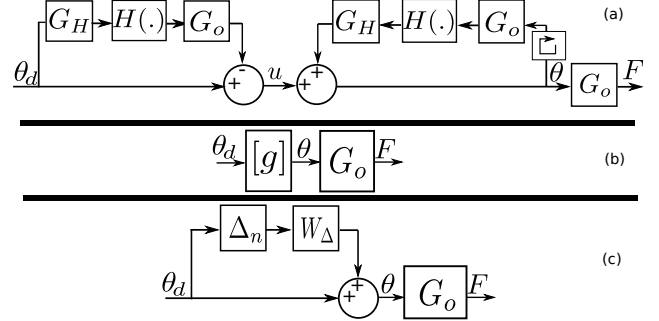 G_H H(.) G_o G_H H(.) G_o (a)
θ_d - + u + + θ G_o F
θ_d [g] θ G_o F (b)
Δ_n W_Δ (c)
θ_d + + θ G_o F